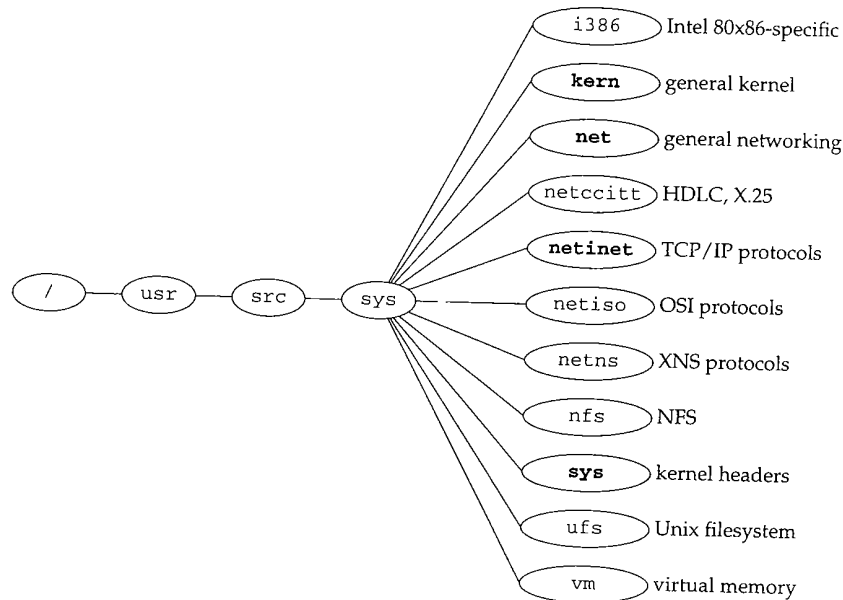 i386 Intel 80x86-specific
kern general kernel
net general networking
netccitt HDLC, X.25
netinet TCP/IP protocols
/ usr src sys netiso OSI protocols
netns XNS protocols
nfs NFS
sys kernel headers
ufs Unix filesystem
vm virtual memory